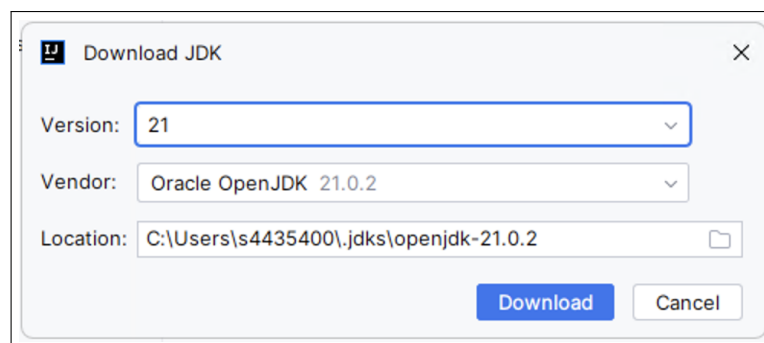 IJ
Download JDK
Version: 21
Vendor: Oracle OpenJDK 21.0.2
Location: C:\Users\s4435400\.jdks\openjdk-21.0.2
Download Cancel